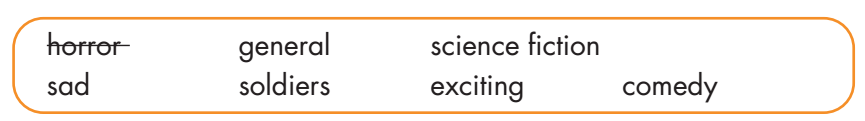 horror general science fiction
sad soldiers exciting comedy